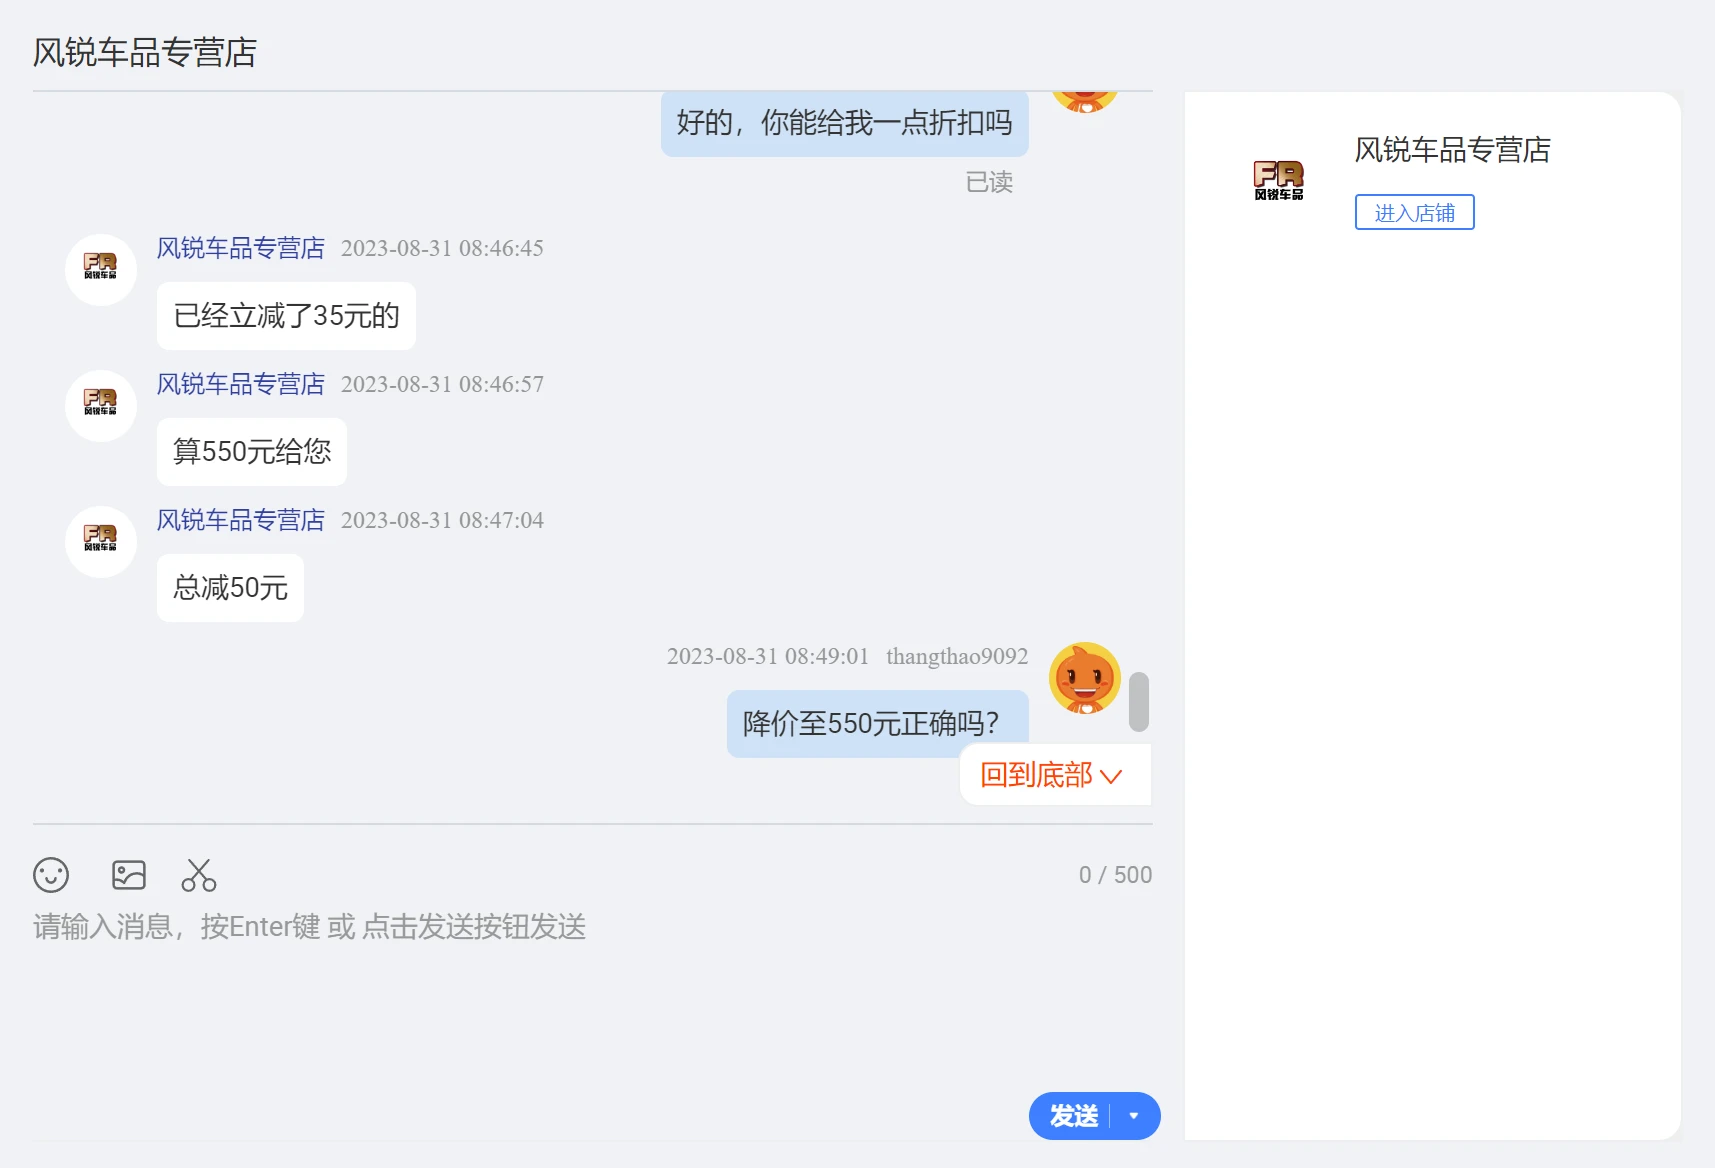 风锐车品专营店
好的，你能给我一点折扣吗
已读
FR
风锐车品
风锐车品专营店
进入店铺
FR
风锐车品
风锐车品专营店 2023-08-31 08:46:45
已经立减了35元的
FR
风锐车品
风锐车品专营店 2023-08-31 08:46:57
算550元给您
FR
风锐车品
风锐车品专营店 2023-08-31 08:47:04
总减50元
2023-08-31 08:49:01 thangthao9092
降价至550元正确吗？
回到底部
0 / 500
请输入消息，按Enter键 或 点击发送按钮发送
发送